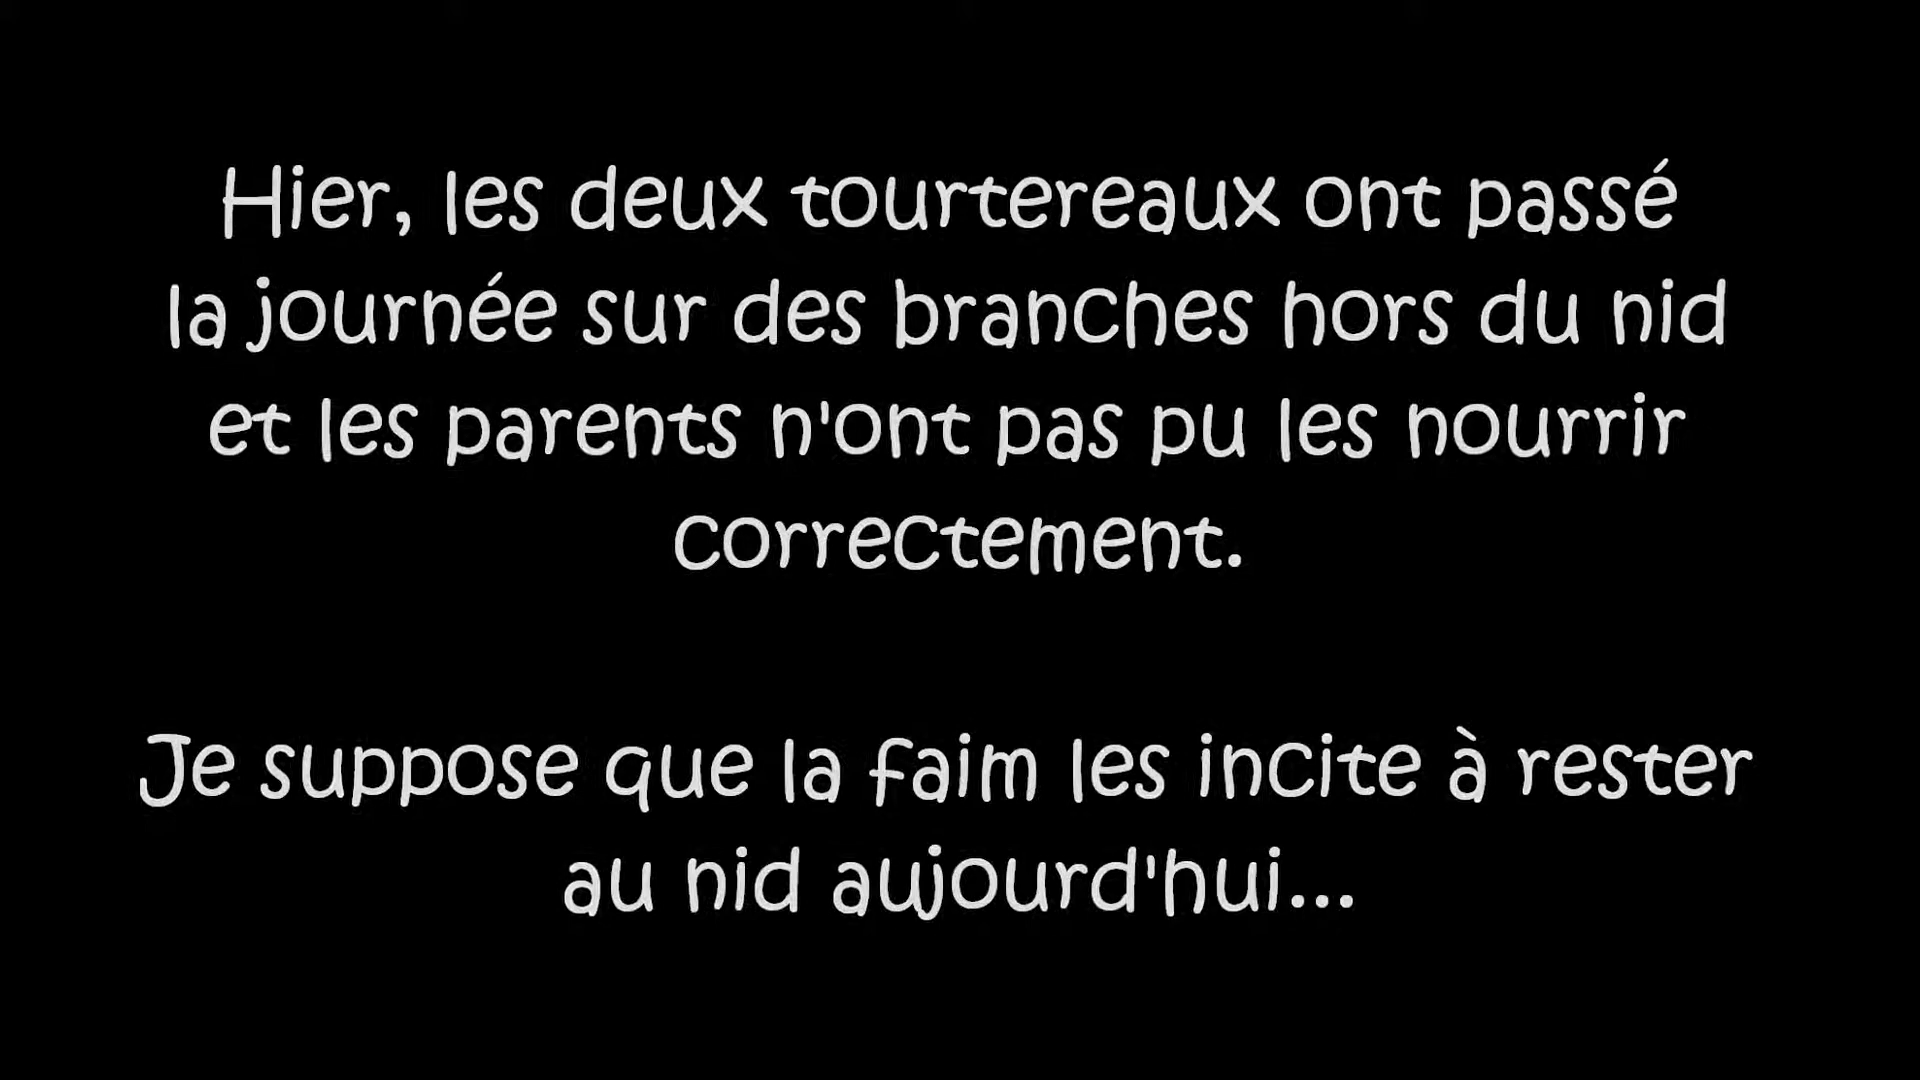 Hier, les deux tourtereaux ont passé
la journée sur des branches hors du nid
et les parents n'ont pas pu les nourrir
correctement.
Je suppose que la faim les incite à rester
au nid aujourd'hui...